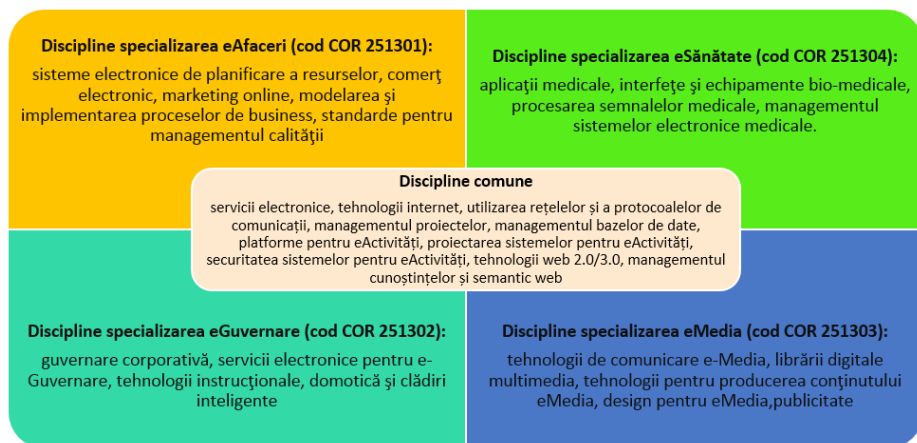 Discipline specializarea eAfaceri (cod COR 251301):
sisteme electronice de planificare a resurselor, comerţ
electronic, marketing online, modelarea şi
implementarea proceselor de business, standarde pentru
managementul calităţii
Discipline specializarea eSănătate (cod COR 251304):
aplicaţii medicale, interfeţe şi echipamente bio-medicale,
procesarea semnalelor medicale, managementul
sistemelor electronice medicale.
Discipline comune
servicii electronice, tehnologii internet, utilizarea rețelelor și a protocoalelor de
comunicații, managementul proiectelor, managementul bazelor de date,
platforme pentru eActivități, proiectarea sistemelor pentru eActivități,
securitatea sistemelor pentru eActivități, tehnologii web 2.0/3.0, managementul
cunoștințelor și semantic web
Discipline specializarea eGuvernare (cod COR 251302):
guvernare corporativă, servicii electronice pentru e-
Guvernare, tehnologii instrucţionale, domotică şi clădiri
inteligente
Discipline specializarea eMedia (cod COR 251303):
tehnologii de comunicare e-Media, librării digitale
multimedia, tehnologii pentru producerea conţinutului
eMedia, design pentru eMedia,publicitate